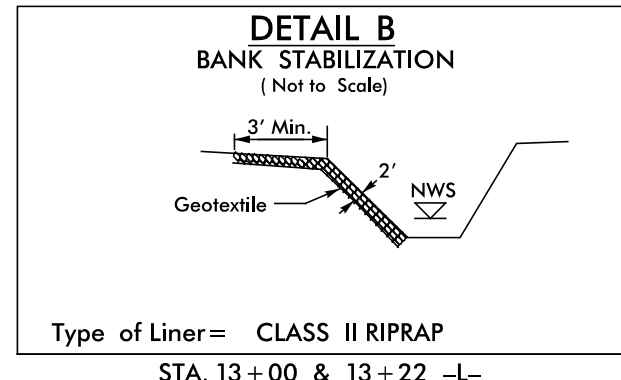 DETAIL B
BANK STABILIZATION
( Not to Scale)
3' Min.
2'
NWS
Geotextile
Type of Liner= CLASS II RIPRAP
STA. 13+00 & 13+22 -L-